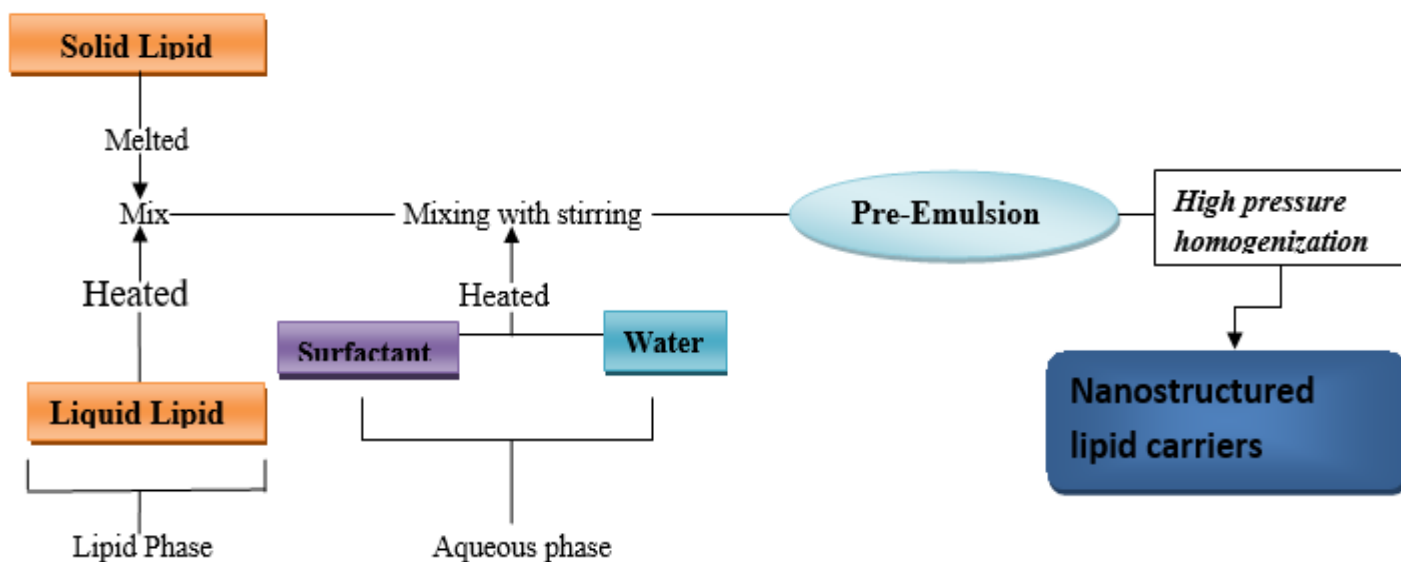 Solid Lipid
Melted
Mix
Mixing with stirring
Pre-Emulsion
High pressure
homogenization
Heated
Heated
Surfactant
Water
Liquid Lipid
Nanostructured
lipid carriers
Lipid Phase
Aqueous phase